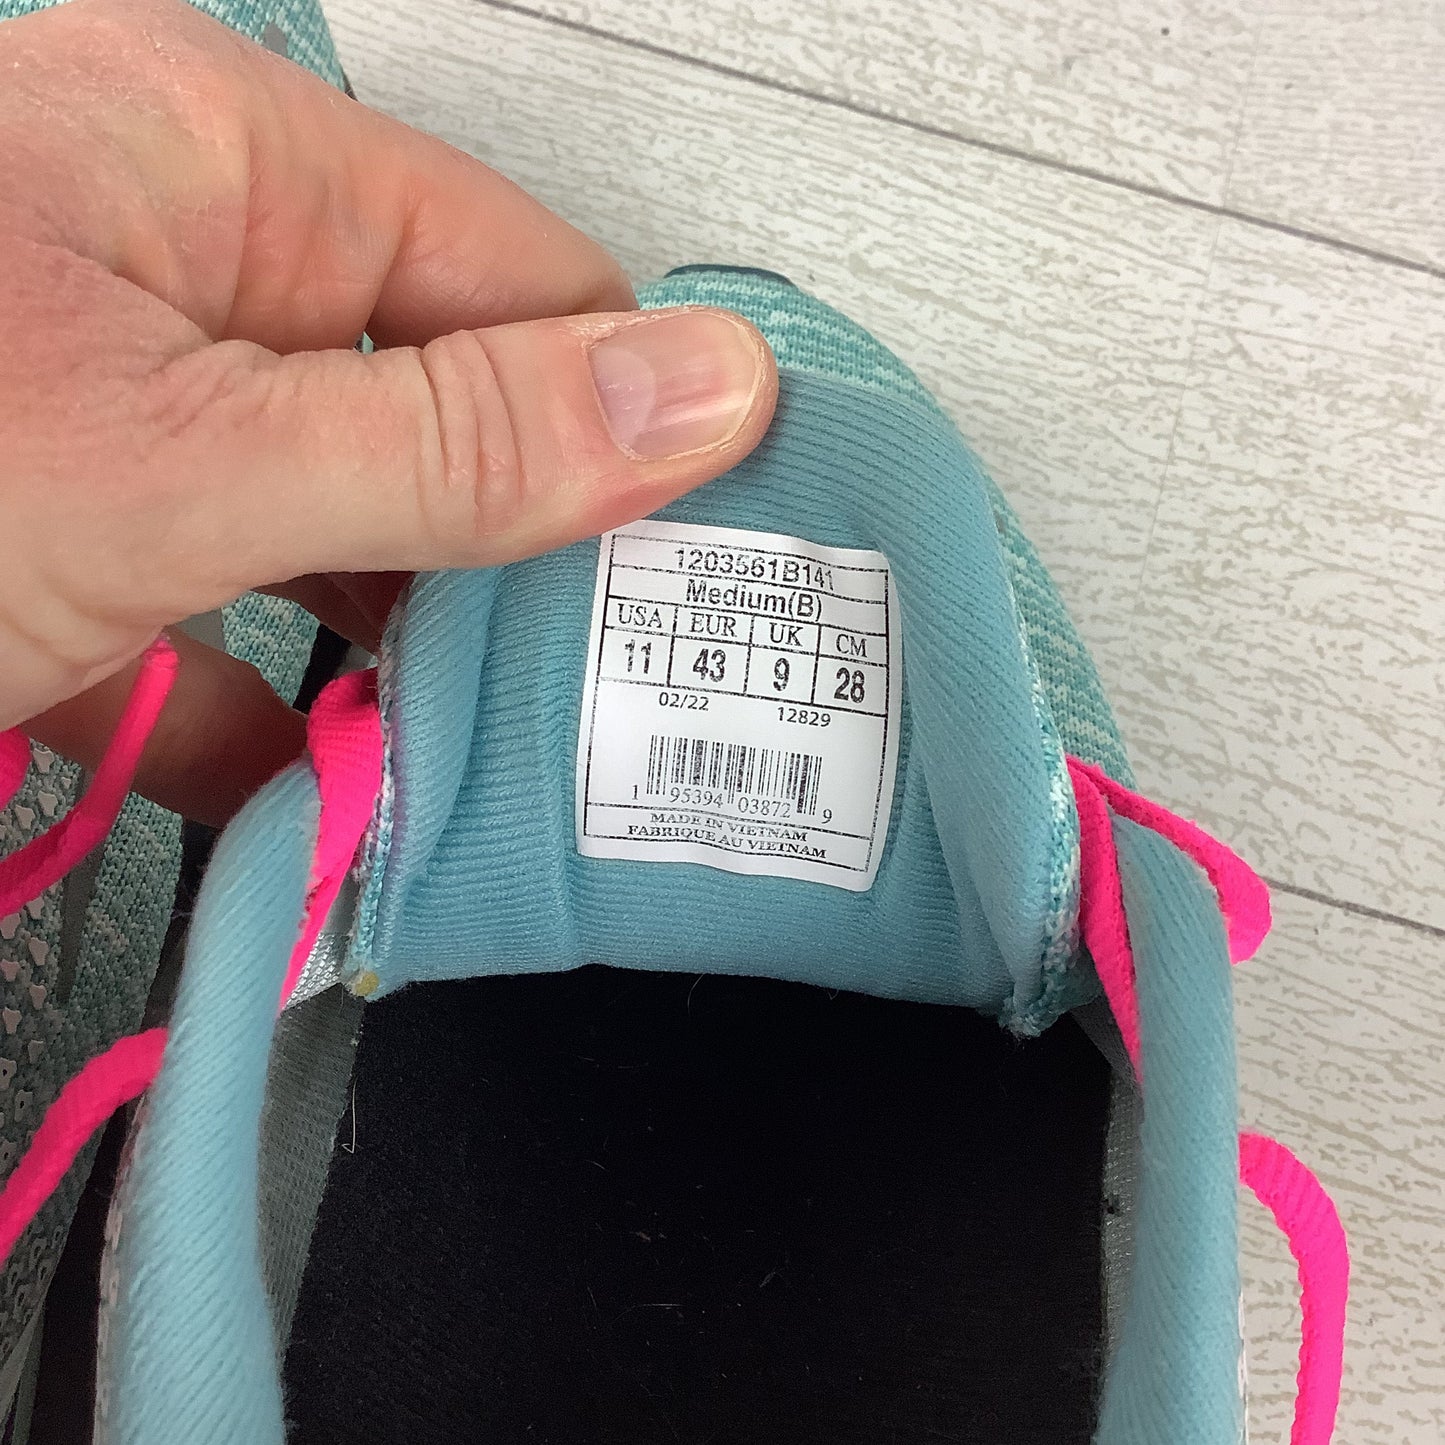 1203561B141
Medium(B)
USA EUR UK CM
11 43 9 28
02/22 12829
1 95394 03872 9
MADE IN VIETNAM
FABRIQUE AU VIETNAM